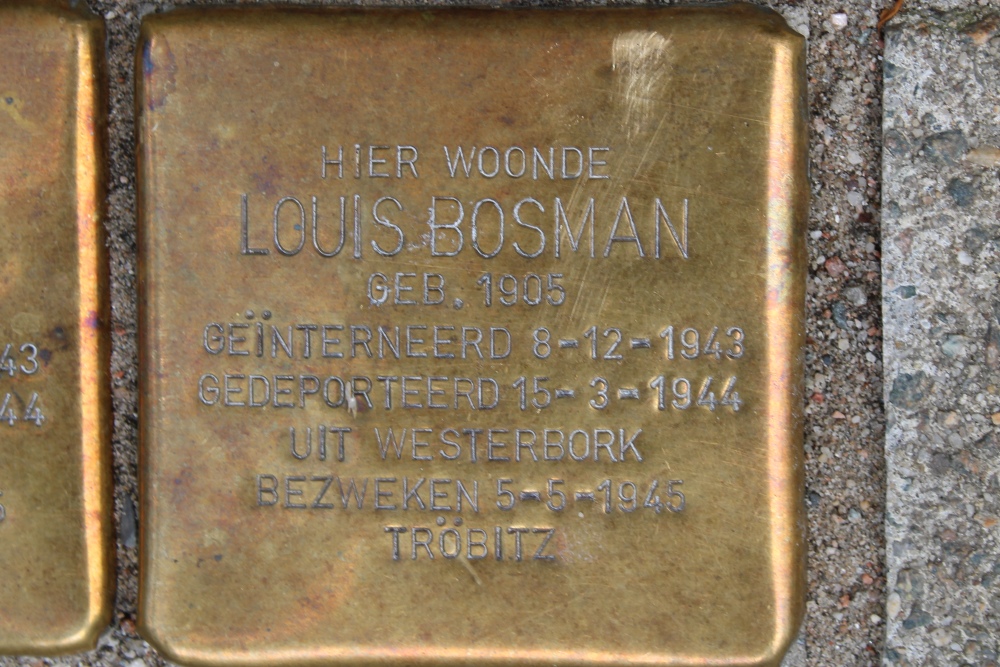 HIER WOONDE
LOUIS BOSMAN
GEB. 1905
GEÏNTERNEERD 8-12-1943
GEDEPORTEERD 15-3-1944
UIT WESTERBORK
BEZWEKEN 5-5-1945
TRÖBITZ